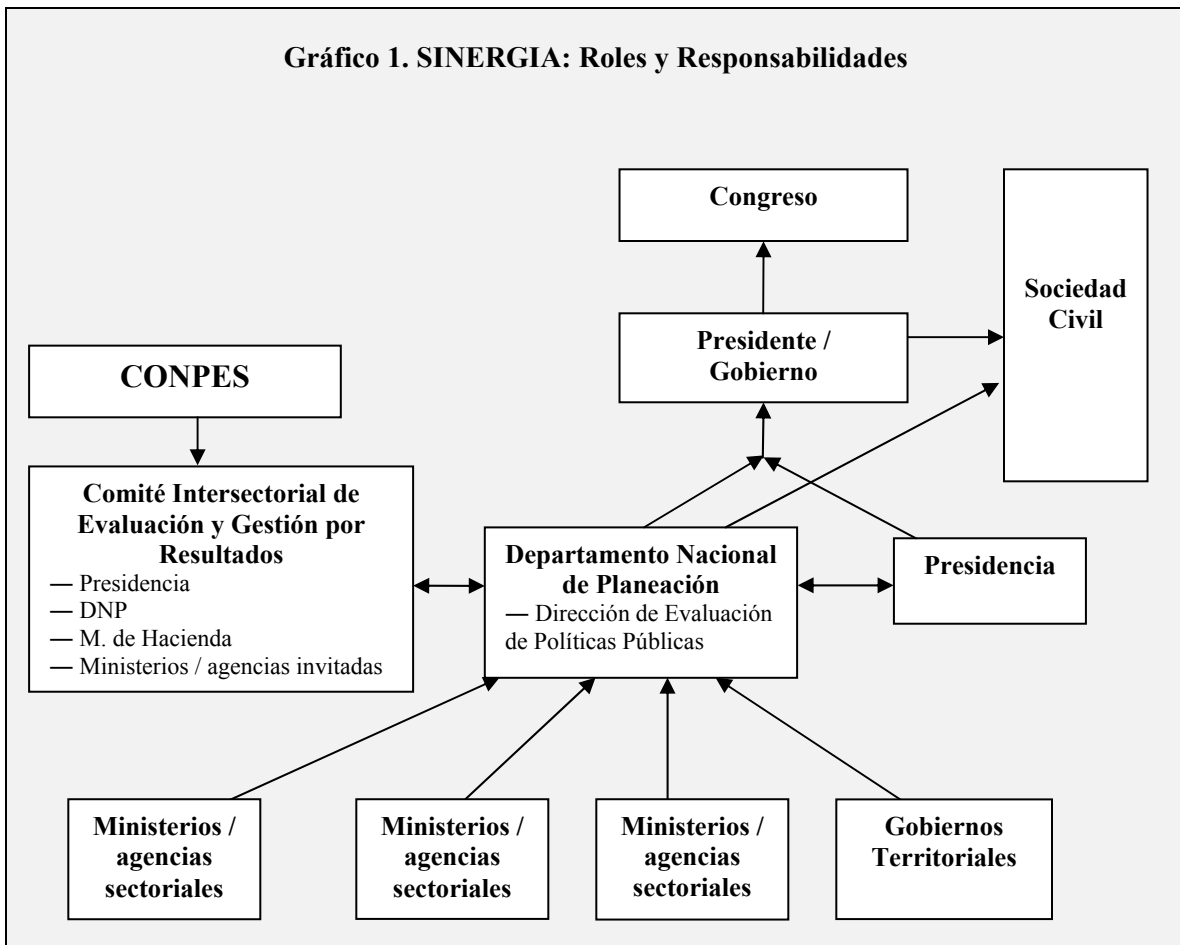 Gráfico 1. SINERGIA: Roles y Responsabilidades
Congreso
Sociedad
Civil
Presidente /
Gobierno
CONPES
Comité Intersectorial de
Evaluación y Gestión por
Resultados
— Presidencia
— DNP
— M. de Hacienda
— Ministerios / agencias invitadas
Departamento Nacional
de Planeación
— Dirección de Evaluación
de Políticas Públicas
Presidencia
Ministerios /
agencias
sectoriales
Ministerios /
agencias
sectoriales
Ministerios /
agencias
sectoriales
Gobiernos
Territoriales